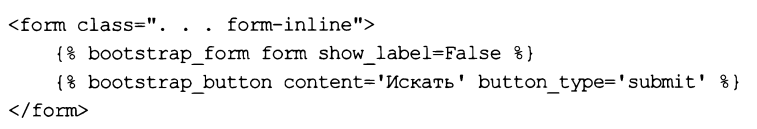 <form class=". . . form-inline">
{% bootstrap_form form show_label=False %}
{% bootstrap_button content='Искать' button_type='submit' %}
</form>